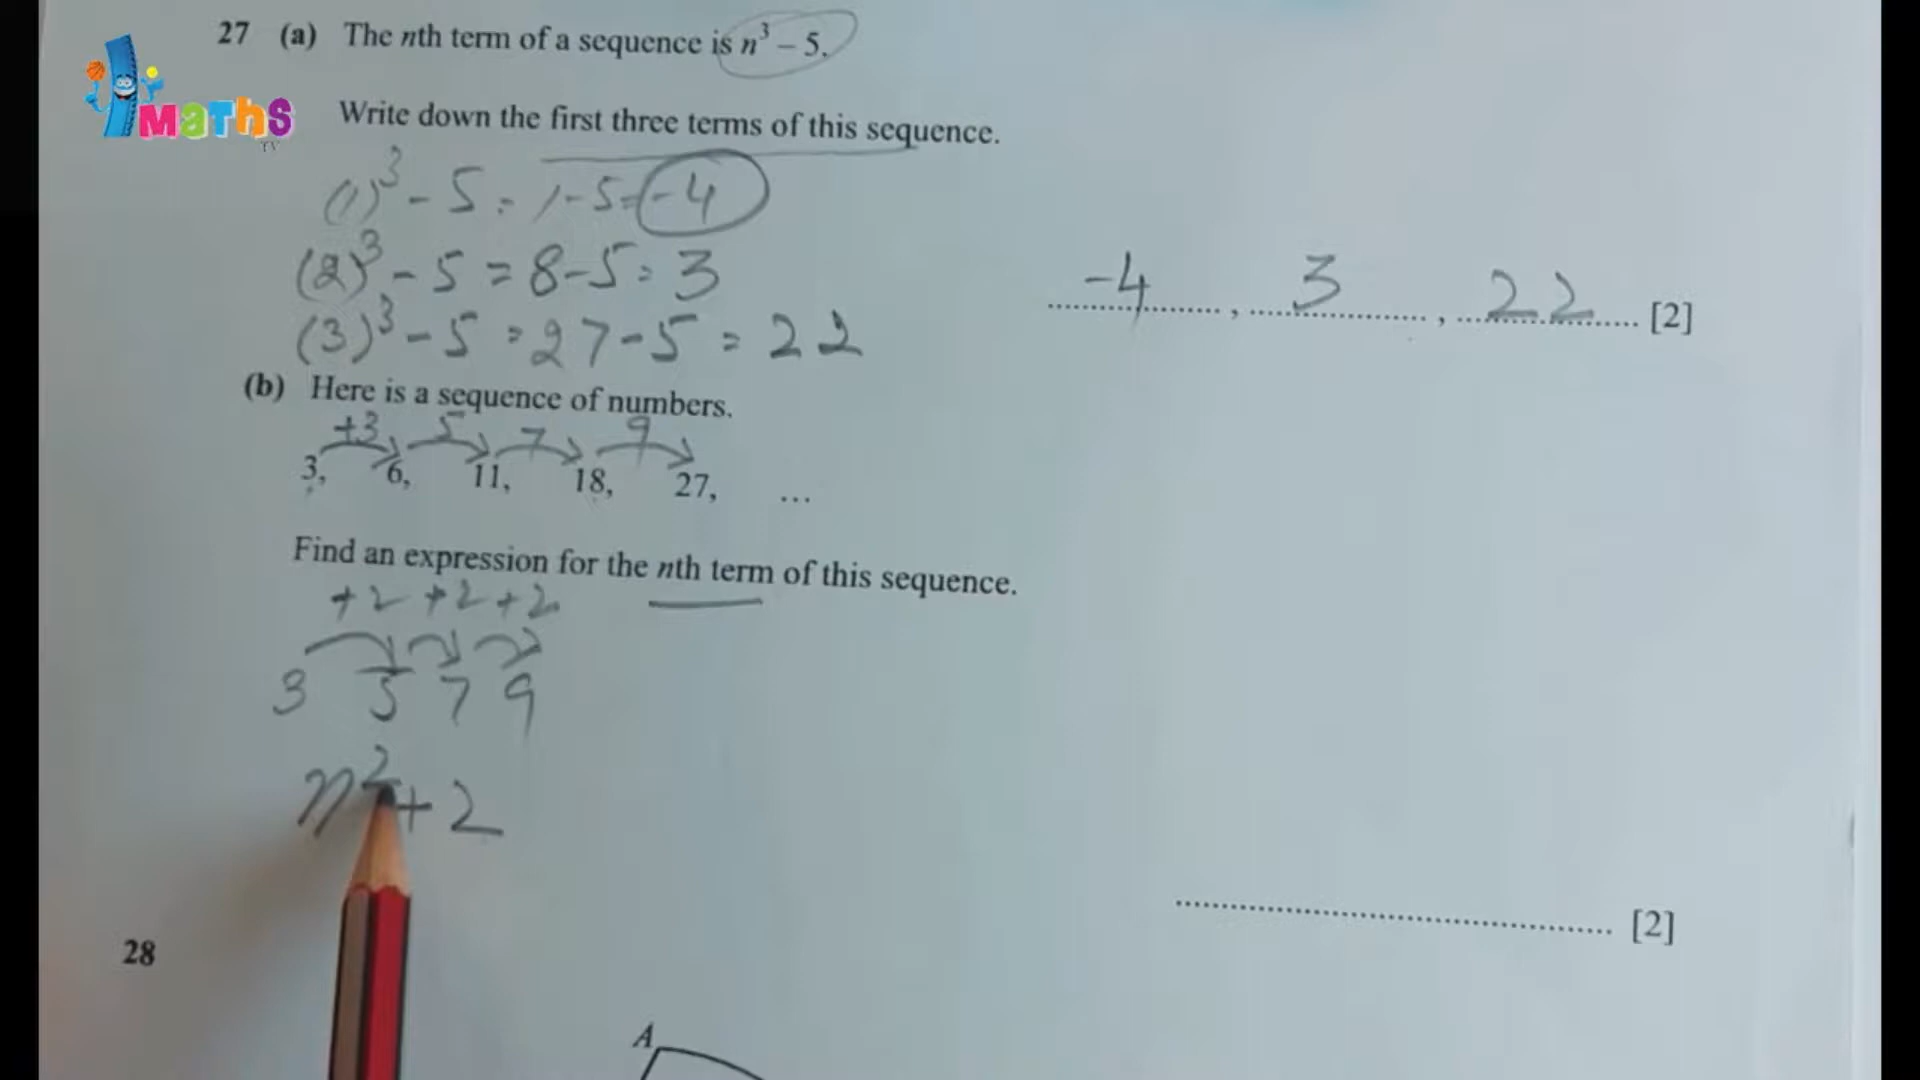 27 (a) The nth term of a sequence is n³ – 5.
MATHS
TV
Write down the first three terms of this sequence.
(1)³ - 5 = 1-5=-4
(2)³ - 5 = 8-5= 3
-4 , 3 , 22 [2]
(3)³ - 5 = 27-5 = 22
(b) Here is a sequence of numbers.
+3 5 7 9
3, 6, 11, 18, 27, ...
Find an expression for the nth term of this sequence.
+2 +2 +2
3 5 7 9
n²+2
[2]
28
A